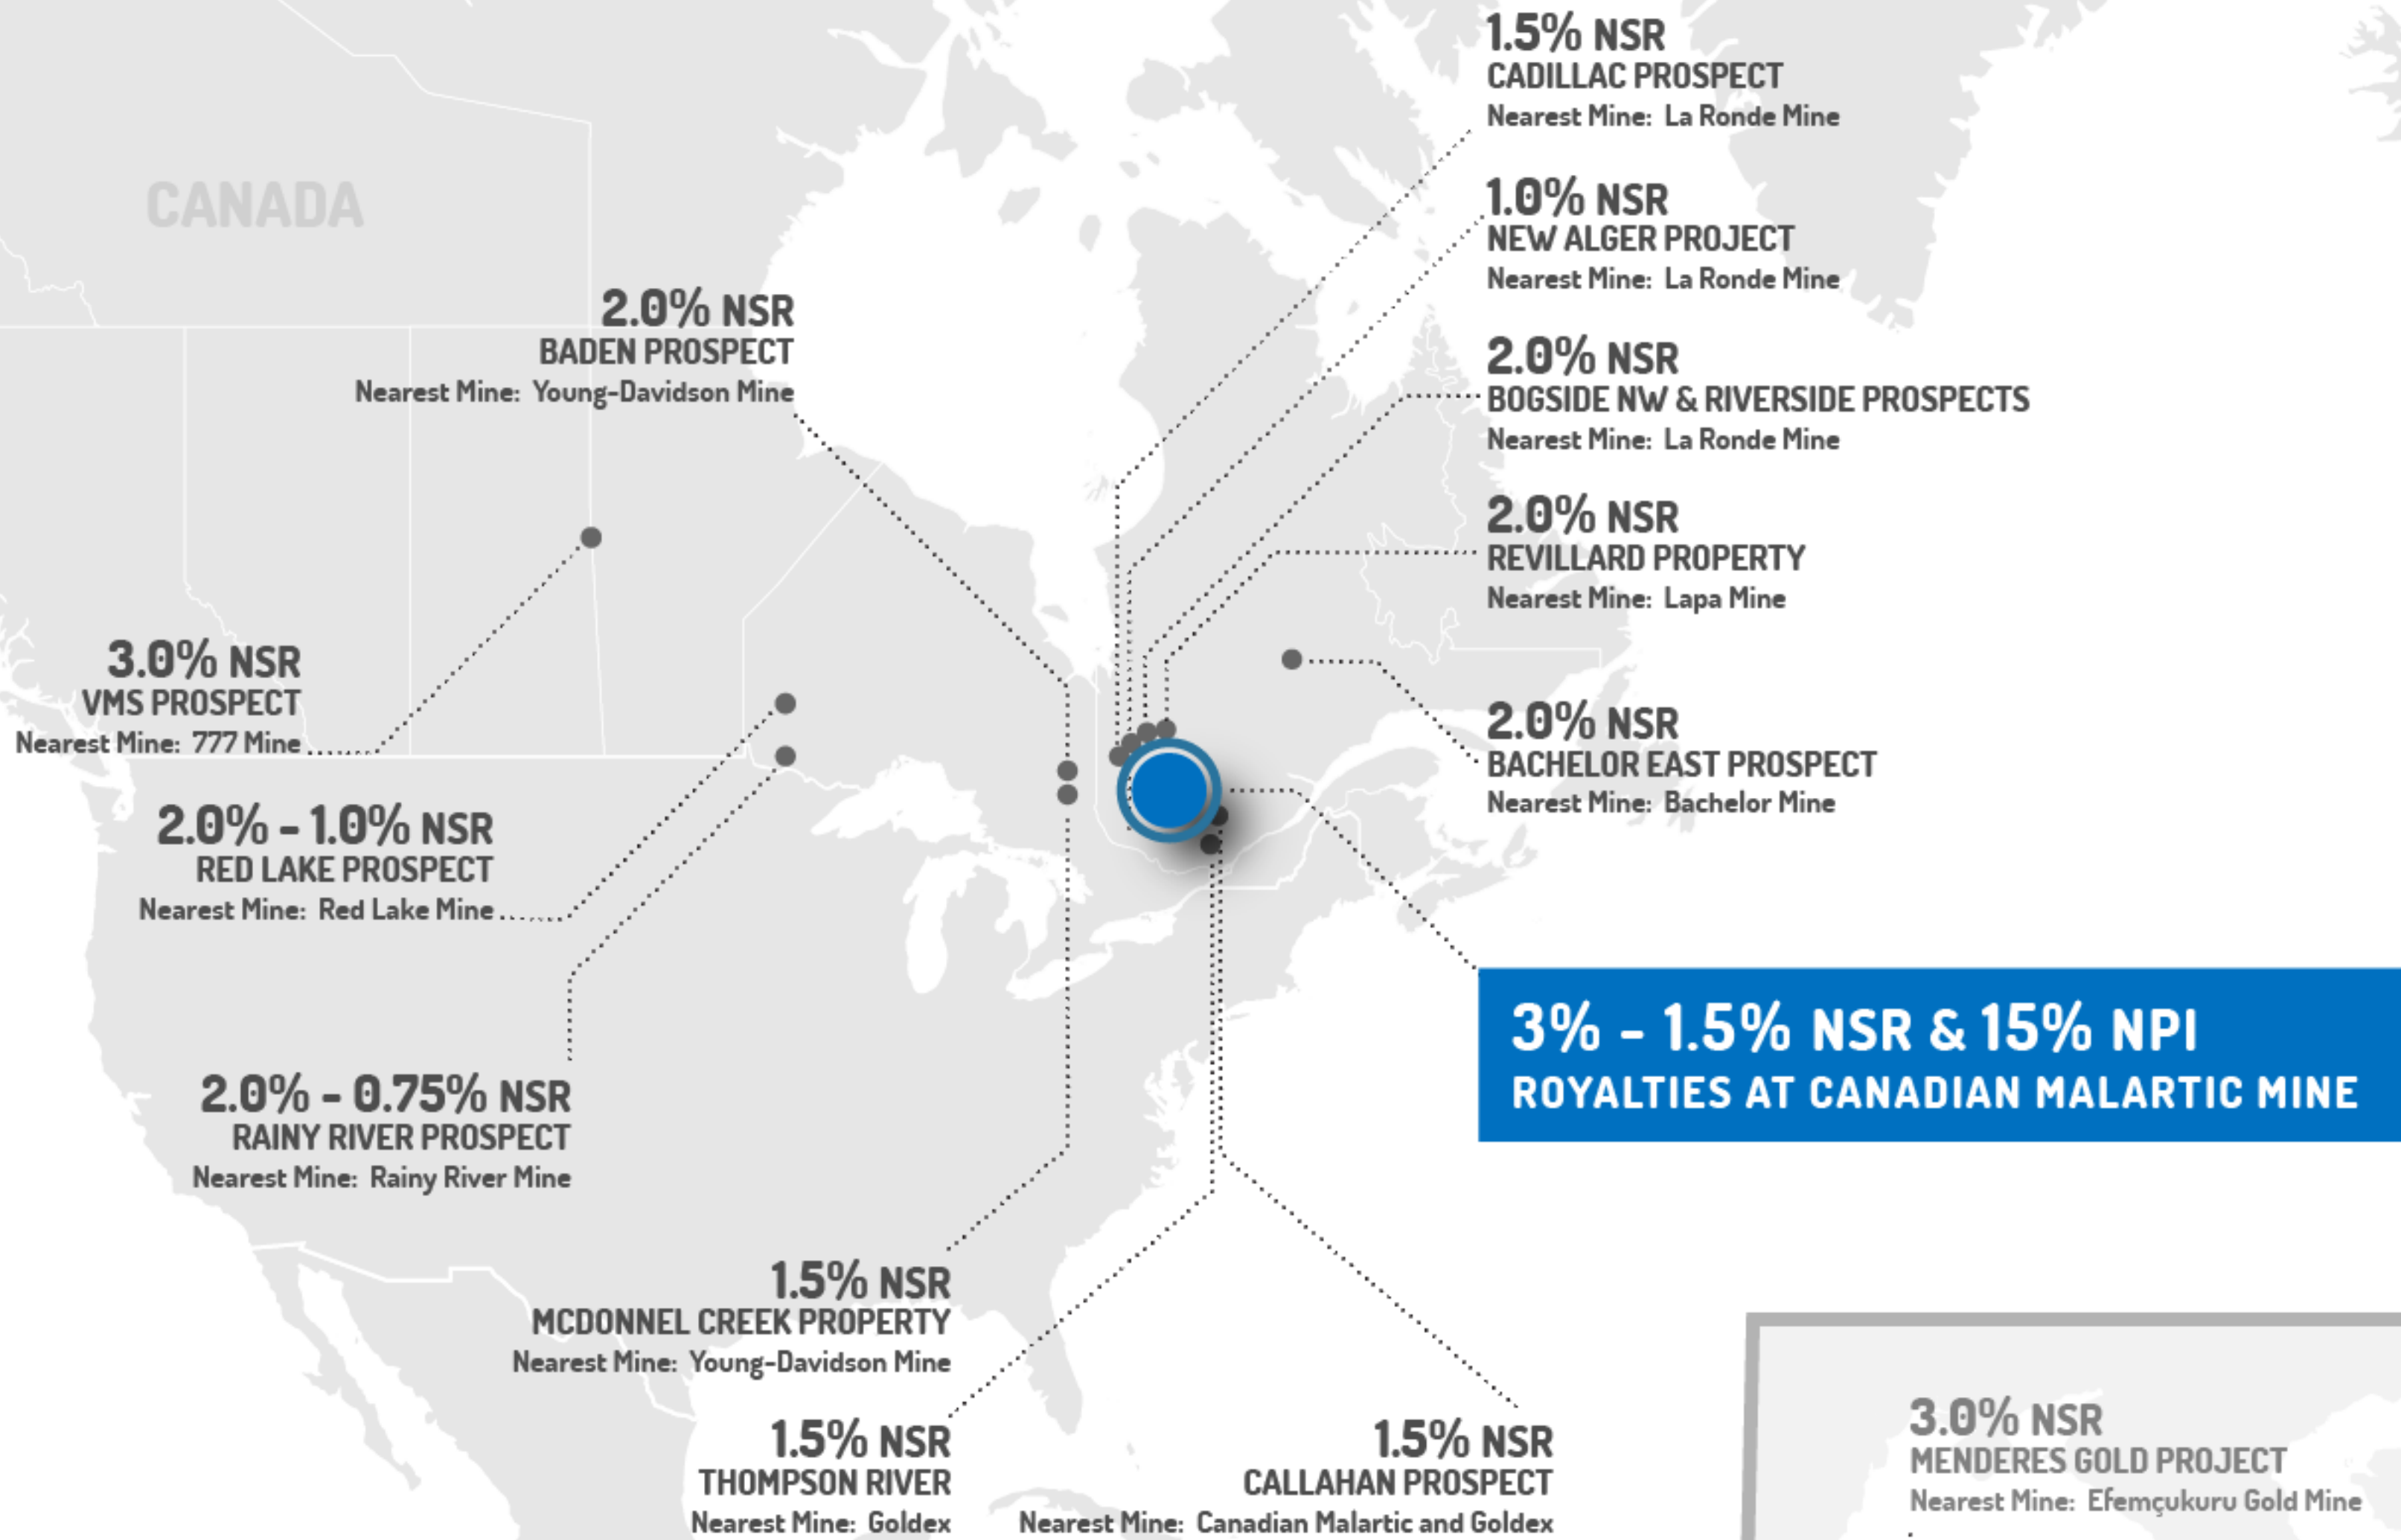 1.5% NSR
CADILLAC PROSPECT
Nearest Mine: La Ronde Mine
CANADA
1.0% NSR
NEW ALGER PROJECT
Nearest Mine: La Ronde Mine
2.0% NSR
BADEN PROSPECT
Nearest Mine: Young-Davidson Mine
2.0% NSR
BOGSIDE NW & RIVERSIDE PROSPECTS
Nearest Mine: La Ronde Mine
2.0% NSR
REVILLARD PROPERTY
Nearest Mine: Lapa Mine
3.0% NSR
VMS PROSPECT
Nearest Mine: 777 Mine
2.0% NSR
BACHELOR EAST PROSPECT
Nearest Mine: Bachelor Mine
2.0% - 1.0% NSR
RED LAKE PROSPECT
Nearest Mine: Red Lake Mine
3% - 1.5% NSR & 15% NPI
ROYALTIES AT CANADIAN MALARTIC MINE
2.0% - 0.75% NSR
RAINY RIVER PROSPECT
Nearest Mine: Rainy River Mine
1.5% NSR
MCDONNEL CREEK PROPERTY
Nearest Mine: Young-Davidson Mine
1.5% NSR
THOMPSON RIVER
Nearest Mine: Goldex
1.5% NSR
CALLAHAN PROSPECT
Nearest Mine: Canadian Malartic and Goldex
3.0% NSR
MENDERES GOLD PROJECT
Nearest Mine: Efemçukuru Gold Mine